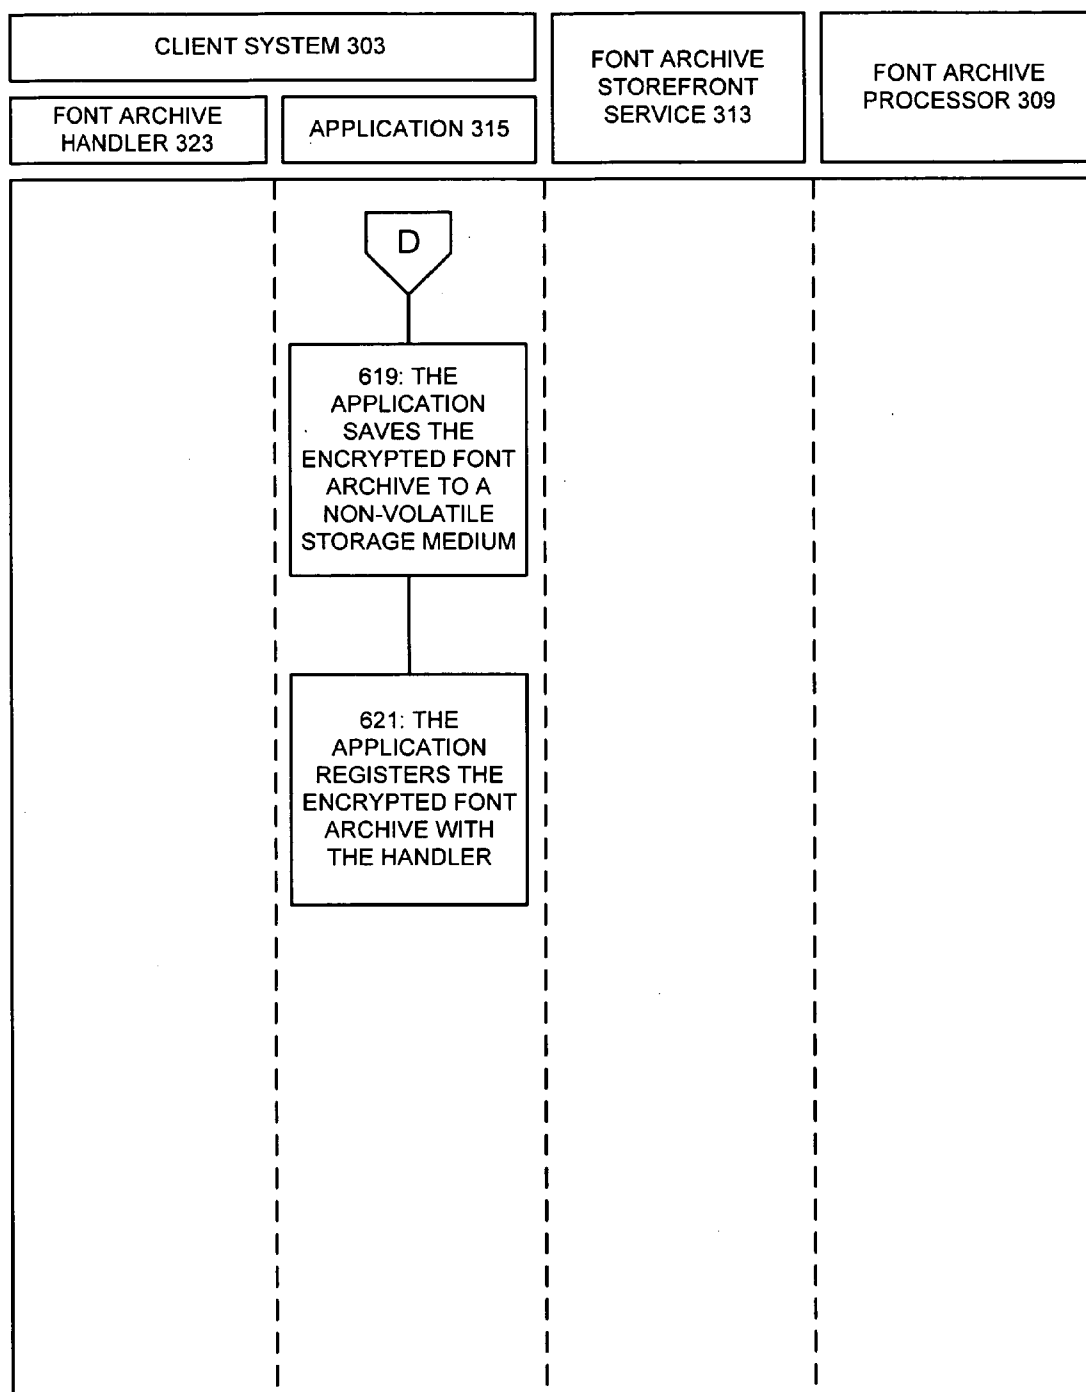 CLIENT SYSTEM 303
FONT ARCHIVE
HANDLER 323
APPLICATION 315
FONT ARCHIVE
STOREFRONT
SERVICE 313
FONT ARCHIVE
PROCESSOR 309
D
619: THE
APPLICATION
SAVES THE
ENCRYPTED FONT
ARCHIVE TO A
NON-VOLATILE
STORAGE MEDIUM
621: THE
APPLICATION
REGISTERS THE
ENCRYPTED FONT
ARCHIVE WITH
THE HANDLER